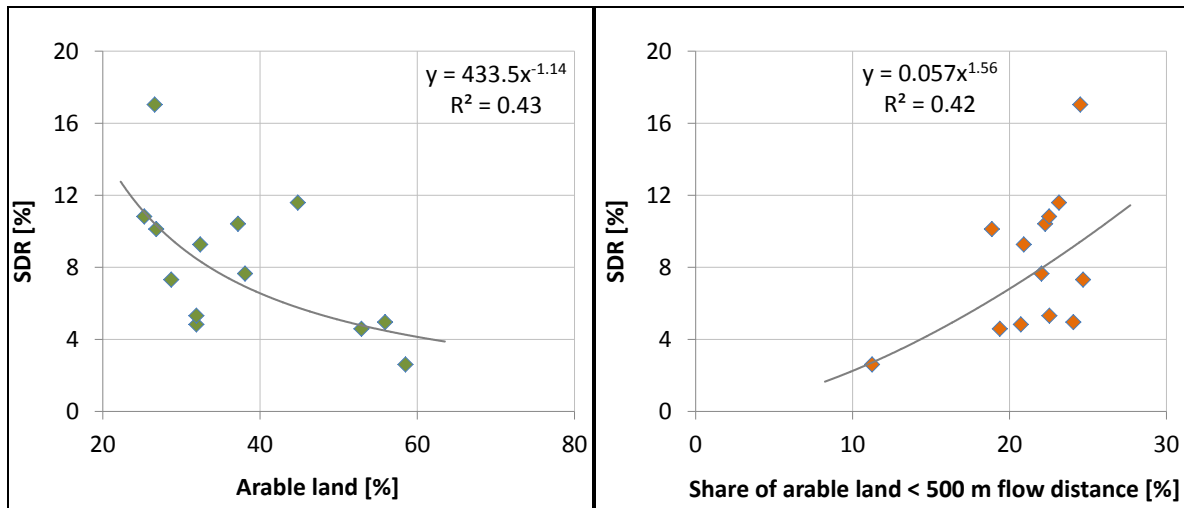 20
16
12
8
4
0
SDR [%]
y = 433.5x^-1.14
R² = 0.43
20 40 60 80
Arable land [%]
20
16
12
8
4
0
SDR [%]
y = 0.057x^1.56
R² = 0.42
0 10 20 30
Share of arable land < 500 m flow distance [%]